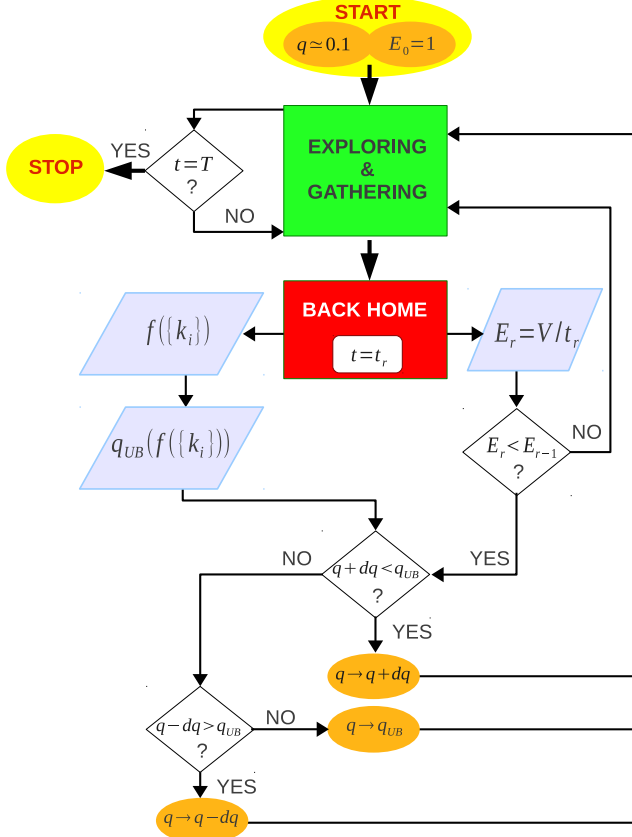 START
q≃0.1
E₀=1
EXPLORING
&
GATHERING
YES
STOP
t=T
?
NO
BACK HOME
t=tᵣ
f({kᵢ})
Eᵣ=V/tᵣ
q_UB(f({kᵢ}))
Eᵣ<Eᵣ₋₁
?
NO
YES
NO
q+dq<q_UB
?
YES
q→q+dq
q−dq>q_UB
?
NO
q→q_UB
YES
q→q−dq